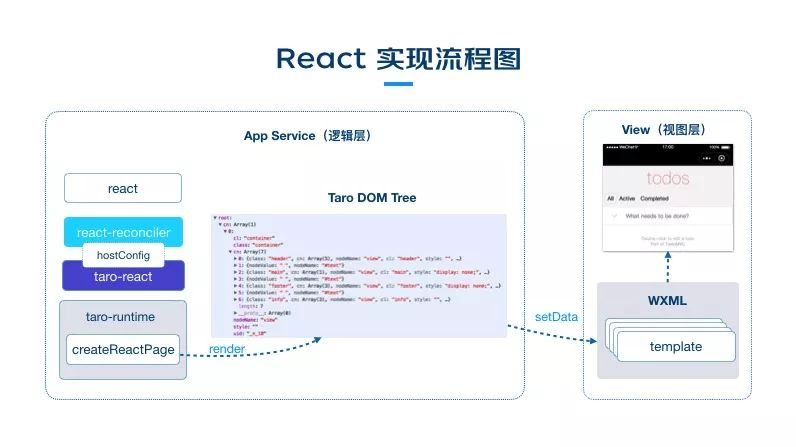 React 实现流程图
App Service（逻辑层）
react
react-reconciler
hostConfig
taro-react
taro-runtime
createReactPage
render
Taro DOM Tree
root:
cn: Array(1)
0:
cl: "container"
class: "container"
cn: Array(7)
0: {class: "header", cn: Array(3), nodeName: "view", cl: "header", style: "", …}
1: {nodeValue: " ", nodeName: "#text"}
2: {class: "main", cn: Array(5), nodeName: "view", cl: "main", style: "display: none;", …}
3: {nodeValue: " ", nodeName: "#text"}
4: {class: "footer", cn: Array(3), nodeName: "view", cl: "footer", style: "display: none;", …}
5: {nodeValue: " ", nodeName: "#text"}
6: {class: "info", cn: Array(3), nodeName: "view", cl: "info", style: "", …}
length: 7
__proto__: Array(0)
nodeName: "view"
style: ""
uid: "_n_10"
setData
View（视图层）
WeChat
17:00
100%
todos
All Active Completed
What needs to be done?
Double-click to edit a todo
Part of TodoMVC
WXML
template